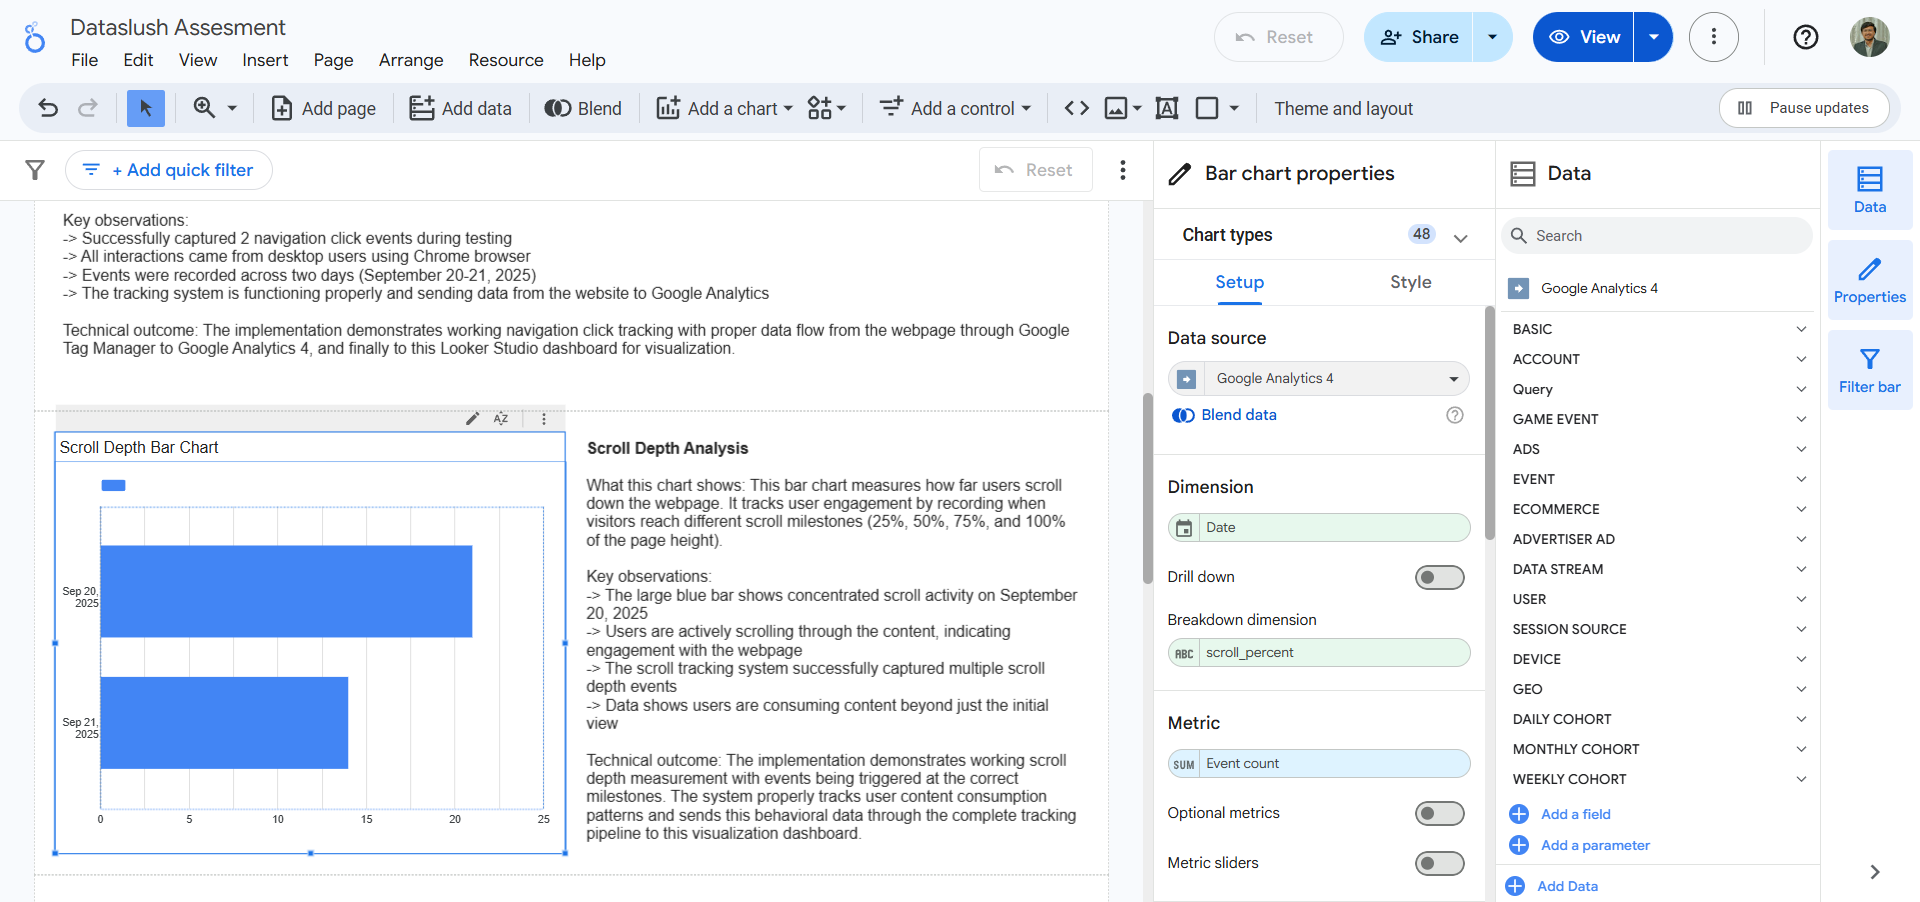 Dataslush Assesment
File Edit View Insert Page Arrange Resource Help
Reset
Share
View
Add page
Add data
Blend
Add a chart
Add a control
Theme and layout
Pause updates
+ Add quick filter
Reset
Key observations:
-> Successfully captured 2 navigation click events during testing
-> All interactions came from desktop users using Chrome browser
-> Events were recorded across two days (September 20-21, 2025)
-> The tracking system is functioning properly and sending data from the website to Google Analytics
Technical outcome: The implementation demonstrates working navigation click tracking with proper data flow from the webpage through Google
Tag Manager to Google Analytics 4, and finally to this Looker Studio dashboard for visualization.
AZ
Scroll Depth Bar Chart
Sep 20,
2025
Sep 21,
2025
0 5 10 15 20 25
Scroll Depth Analysis
What this chart shows: This bar chart measures how far users scroll
down the webpage. It tracks user engagement by recording when
visitors reach different scroll milestones (25%, 50%, 75%, and 100%
of the page height).
Key observations:
-> The large blue bar shows concentrated scroll activity on September
20, 2025
-> Users are actively scrolling through the content, indicating
engagement with the webpage
-> The scroll tracking system successfully captured multiple scroll
depth events
-> Data shows users are consuming content beyond just the initial
view
Technical outcome: The implementation demonstrates working scroll
depth measurement with events being triggered at the correct
milestones. The system properly tracks user content consumption
patterns and sends this behavioral data through the complete tracking
pipeline to this visualization dashboard.
Bar chart properties
Chart types 48
Setup Style
Data source
Google Analytics 4
Blend data
Dimension
Date
Drill down
Breakdown dimension
ABC scroll_percent
Metric
SUM Event count
Optional metrics
Metric sliders
Data
Search
Google Analytics 4
BASIC
ACCOUNT
Query
GAME EVENT
ADS
EVENT
ECOMMERCE
ADVERTISER AD
DATA STREAM
USER
SESSION SOURCE
DEVICE
GEO
DAILY COHORT
MONTHLY COHORT
WEEKLY COHORT
Add a field
Add a parameter
Add Data
Data
Properties
Filter bar